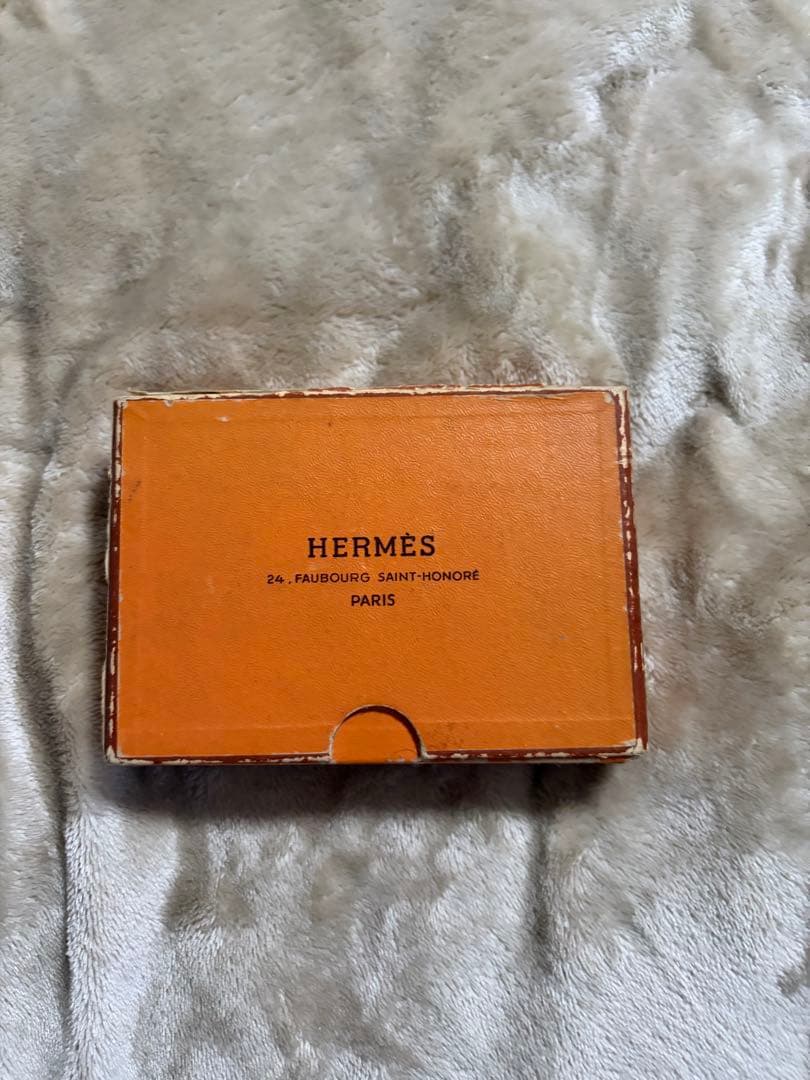 HERMÈS
24, FAUBOURG SAINT-HONORÉ
PARIS